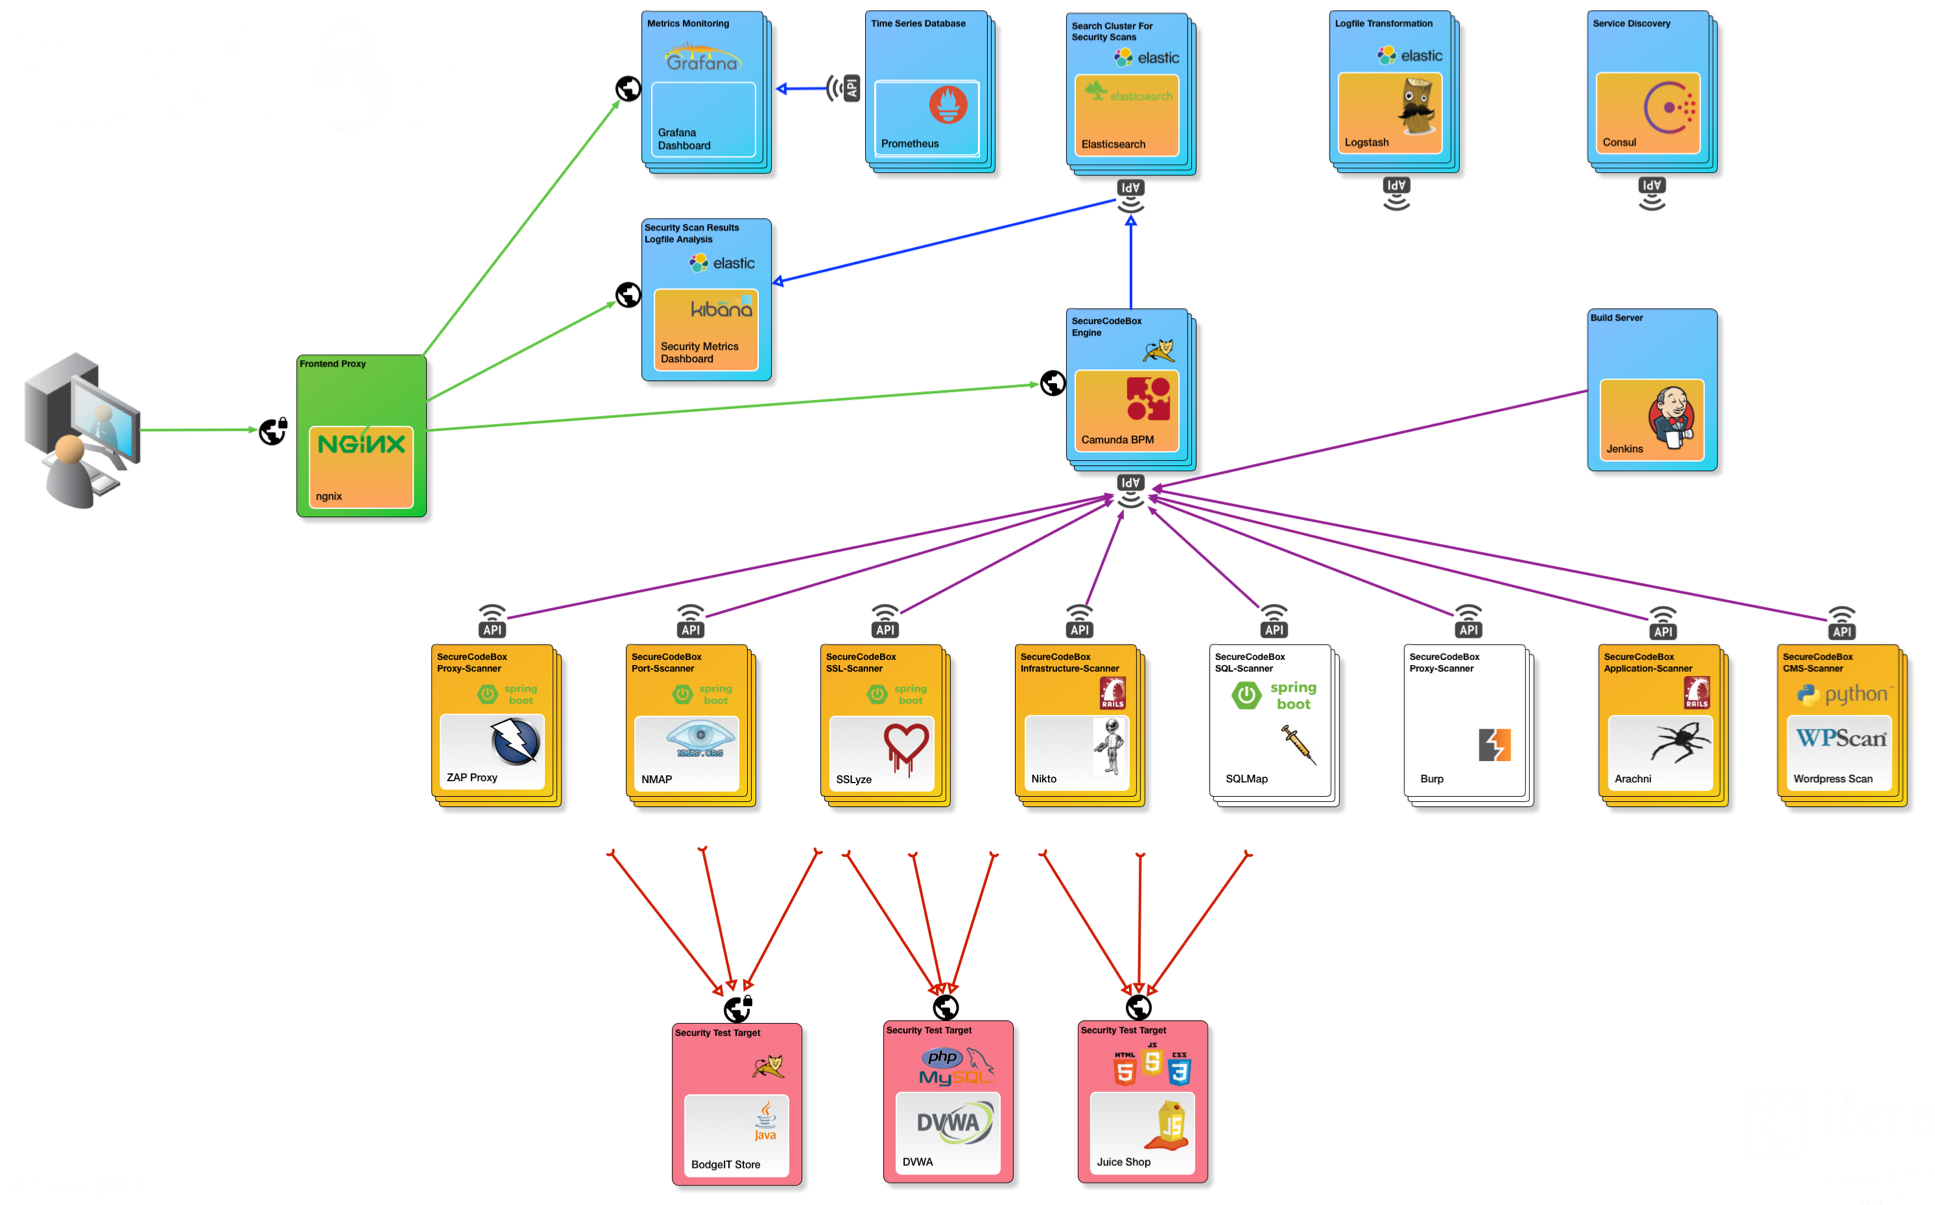 Metrics Monitoring
Grafana
Grafana
Dashboard
API
Time Series Database
Prometheus
Search Cluster For
Security Scans
elastic
elasticsearch
Elasticsearch
API
Logfile Transformation
elastic
Logstash
API
Service Discovery
Consul
API
Security Scan Results
Logfile Analysis
elastic
kibana
Security Metrics
Dashboard
SecureCodeBox
Engine
Camunda BPM
API
Build Server
Jenkins
Frontend Proxy
NGiNX
ngnix
API
API
API
API
API
API
API
API
SecureCodeBox
Proxy-Scanner
spring
boot
ZAP Proxy
SecureCodeBox
Port-Sscanner
spring
boot
NMAP.ORG
NMAP
SecureCodeBox
SSL-Scanner
spring
boot
SSLyze
SecureCodeBox
Infrastructure-Scanner
RAILS
Nikto
SecureCodeBox
SQL-Scanner
spring
boot
SQLMap
SecureCodeBox
Proxy-Scanner
Burp
SecureCodeBox
Application-Scanner
RAILS
Arachni
SecureCodeBox
CMS-Scanner
python™
WPScan
Wordpress Scan
Security Test Target
Java
BodgeIT Store
Security Test Target
php
MySQL
DVWA
DVWA
Security Test Target
HTML JS CSS
5 5 3
JS
Juice Shop